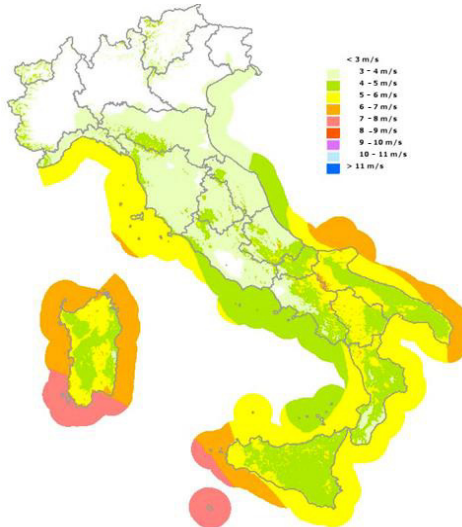 < 3 m/s
3 – 4 m/s
4 – 5 m/s
5 – 6 m/s
6 – 7 m/s
7 – 8 m/s
8 – 9 m/s
9 – 10 m/s
10 – 11 m/s
> 11 m/s